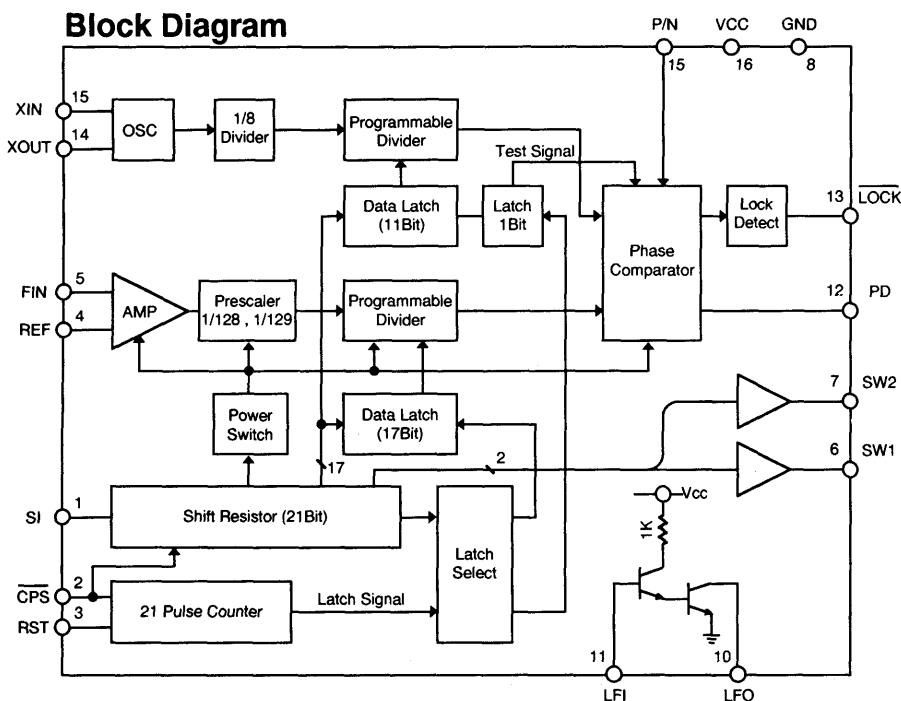 Block Diagram
P/N
VCC
GND
15
16
8
XIN
15
XOUT
14
OSC
1/8
Divider
Programmable
Divider
Test Signal
Data Latch
(11Bit)
Latch
1Bit
Phase
Comparator
Lock
Detect
13
LOCK
FIN
5
REF
4
AMP
Prescaler
1/128 , 1/129
Programmable
Divider
12
PD
Power
Switch
Data Latch
(17Bit)
7
SW2
6
SW1
17
2
SI
1
Shift Resistor (21Bit)
Vcc
1K
Latch
Select
CPS
2
RST
3
21 Pulse Counter
Latch Signal
11
10
LFI
LFO